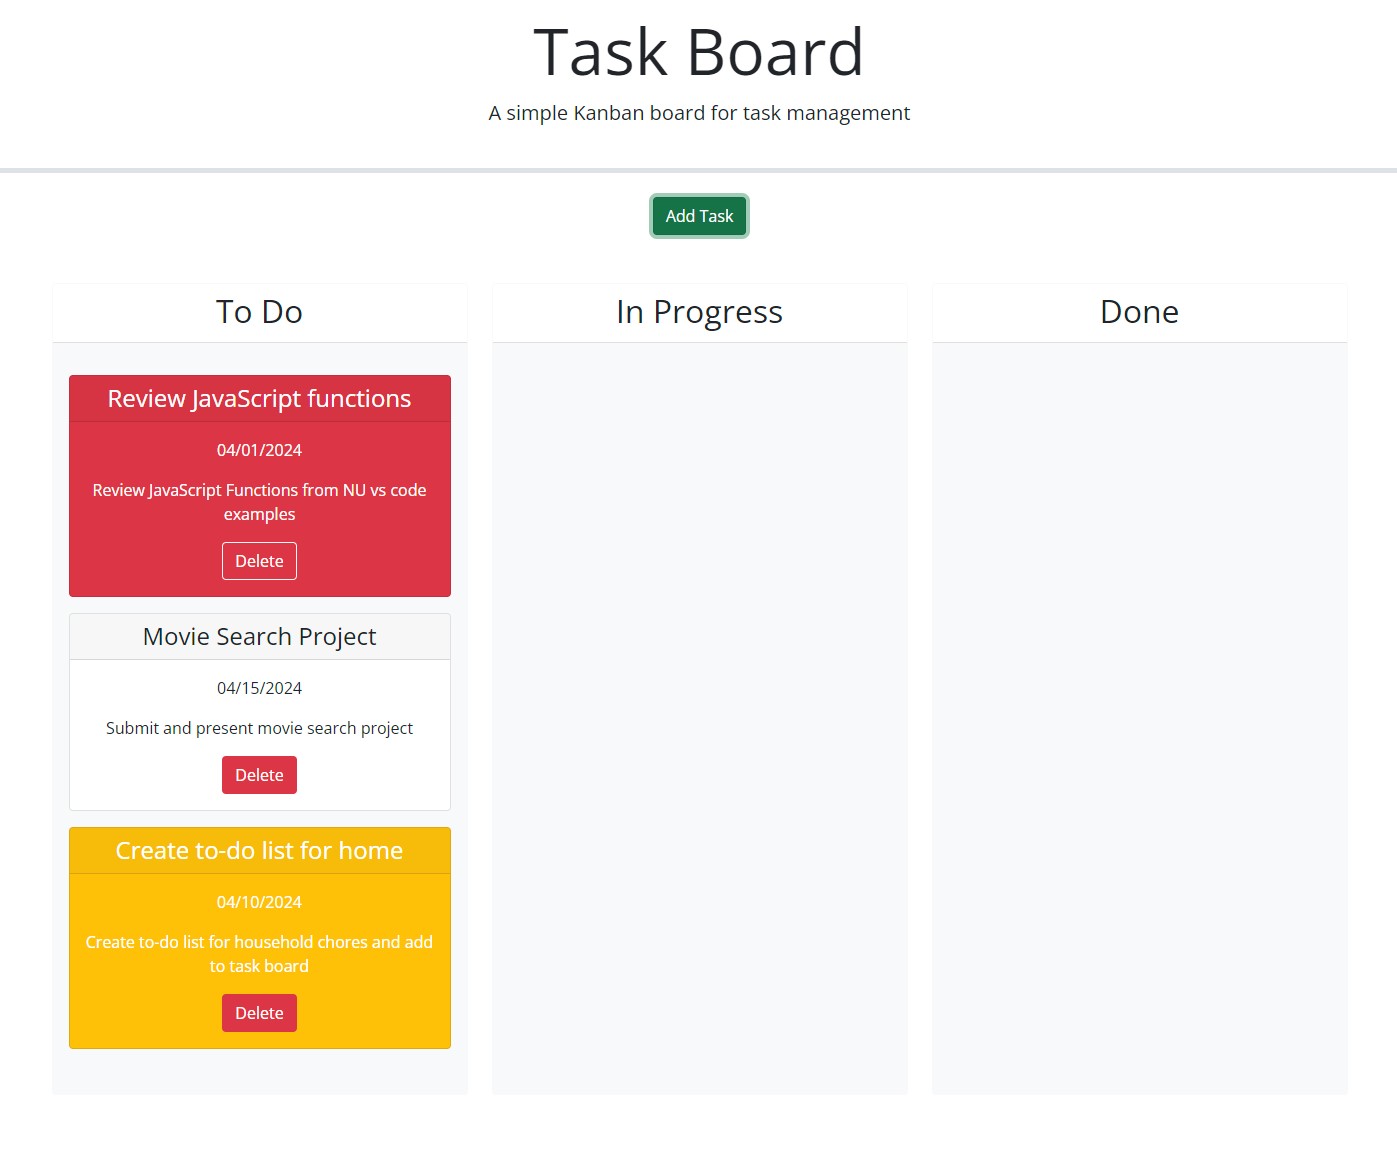 Task Board
A simple Kanban board for task management
Add Task
To Do
Review JavaScript functions
04/01/2024
Review JavaScript Functions from NU vs code
examples
Delete
Movie Search Project
04/15/2024
Submit and present movie search project
Delete
Create to-do list for home
04/10/2024
Create to-do list for household chores and add
to task board
Delete
In Progress
Done